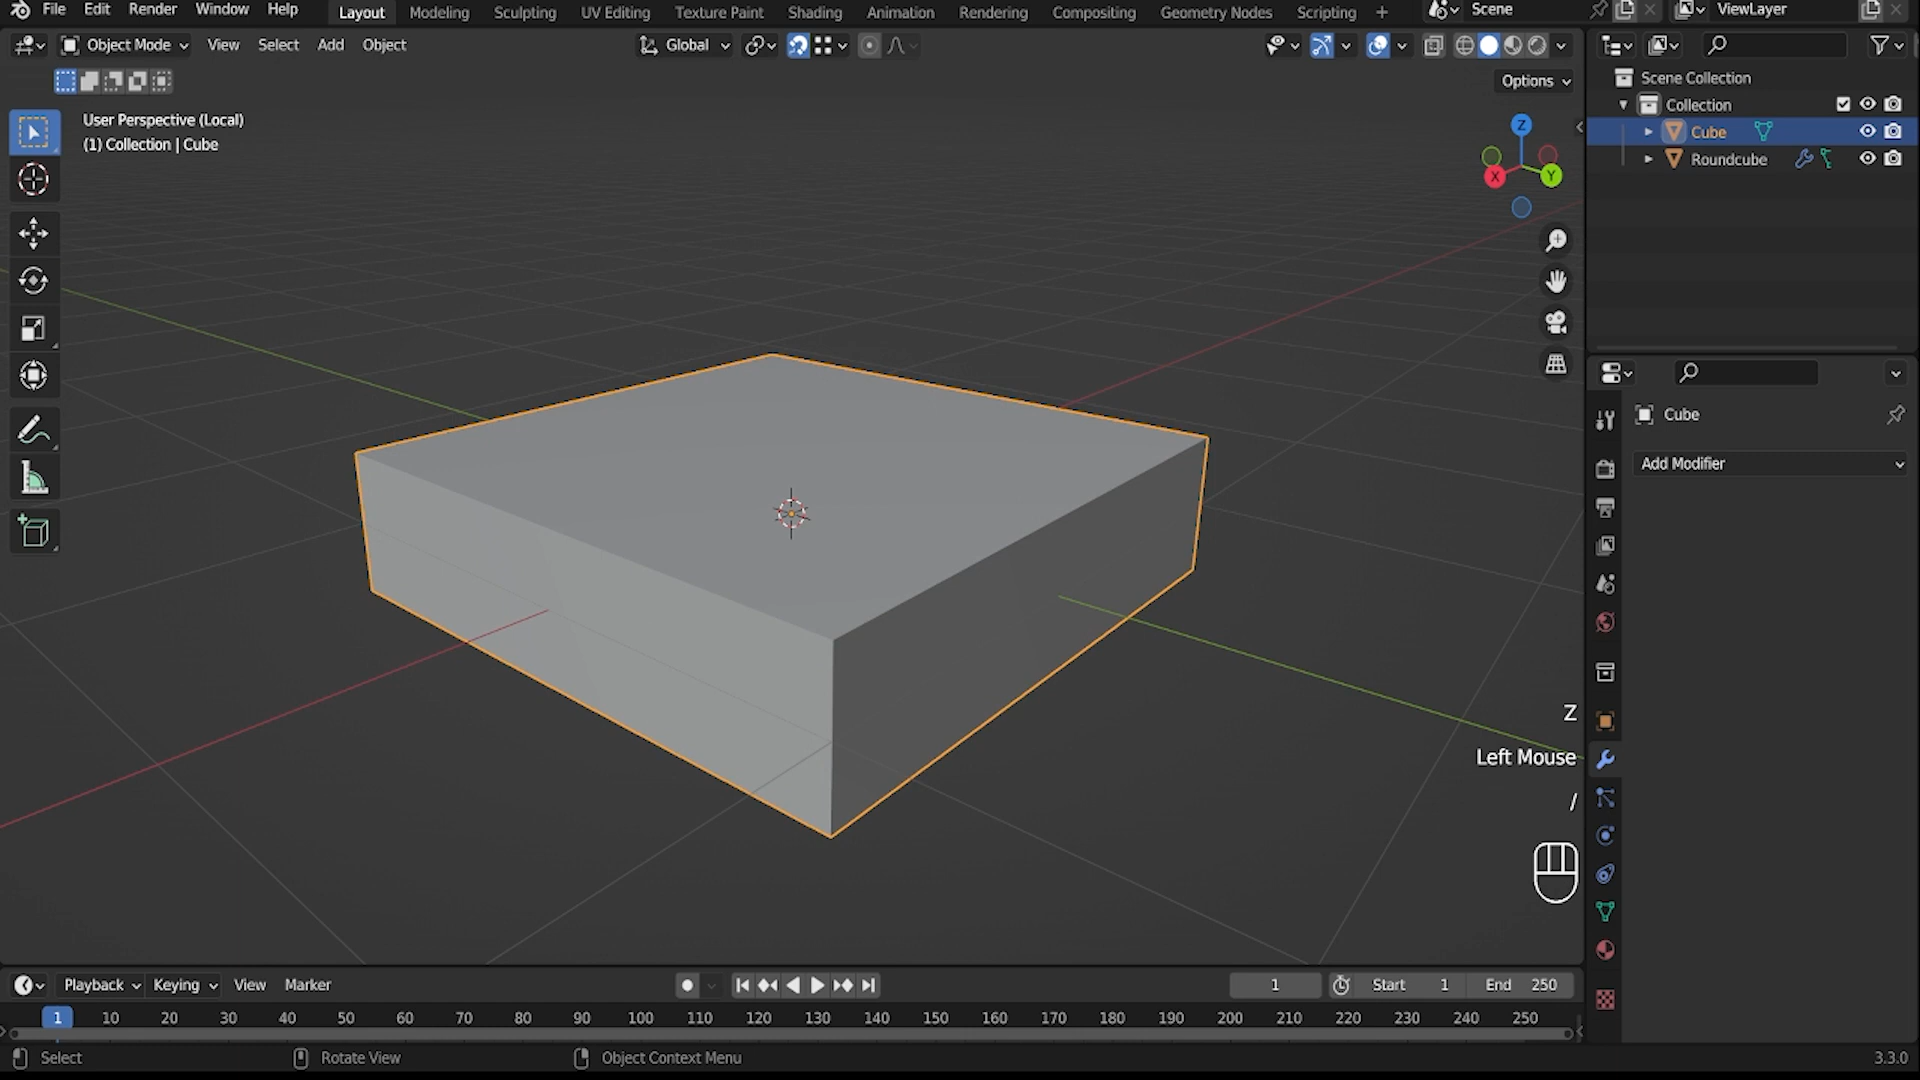 File Edit Render Window Help Layout Modeling Sculpting UV Editing Texture Paint Shading Animation Rendering Compositing Geometry Nodes Scripting + Scene ViewLayer
Object Mode View Select Add Object Global
Options
User Perspective (Local)
(1) Collection | Cube
Z
X
Y
Scene Collection
Collection
Cube
Roundcube
Cube
Add Modifier
Z
Left Mouse
/
Playback Keying View Marker 1 Start 1 End 250
1 10 20 30 40 50 60 70 80 90 100 110 120 130 140 150 160 170 180 190 200 210 220 230 240 250
Select Rotate View Object Context Menu 3.3.0